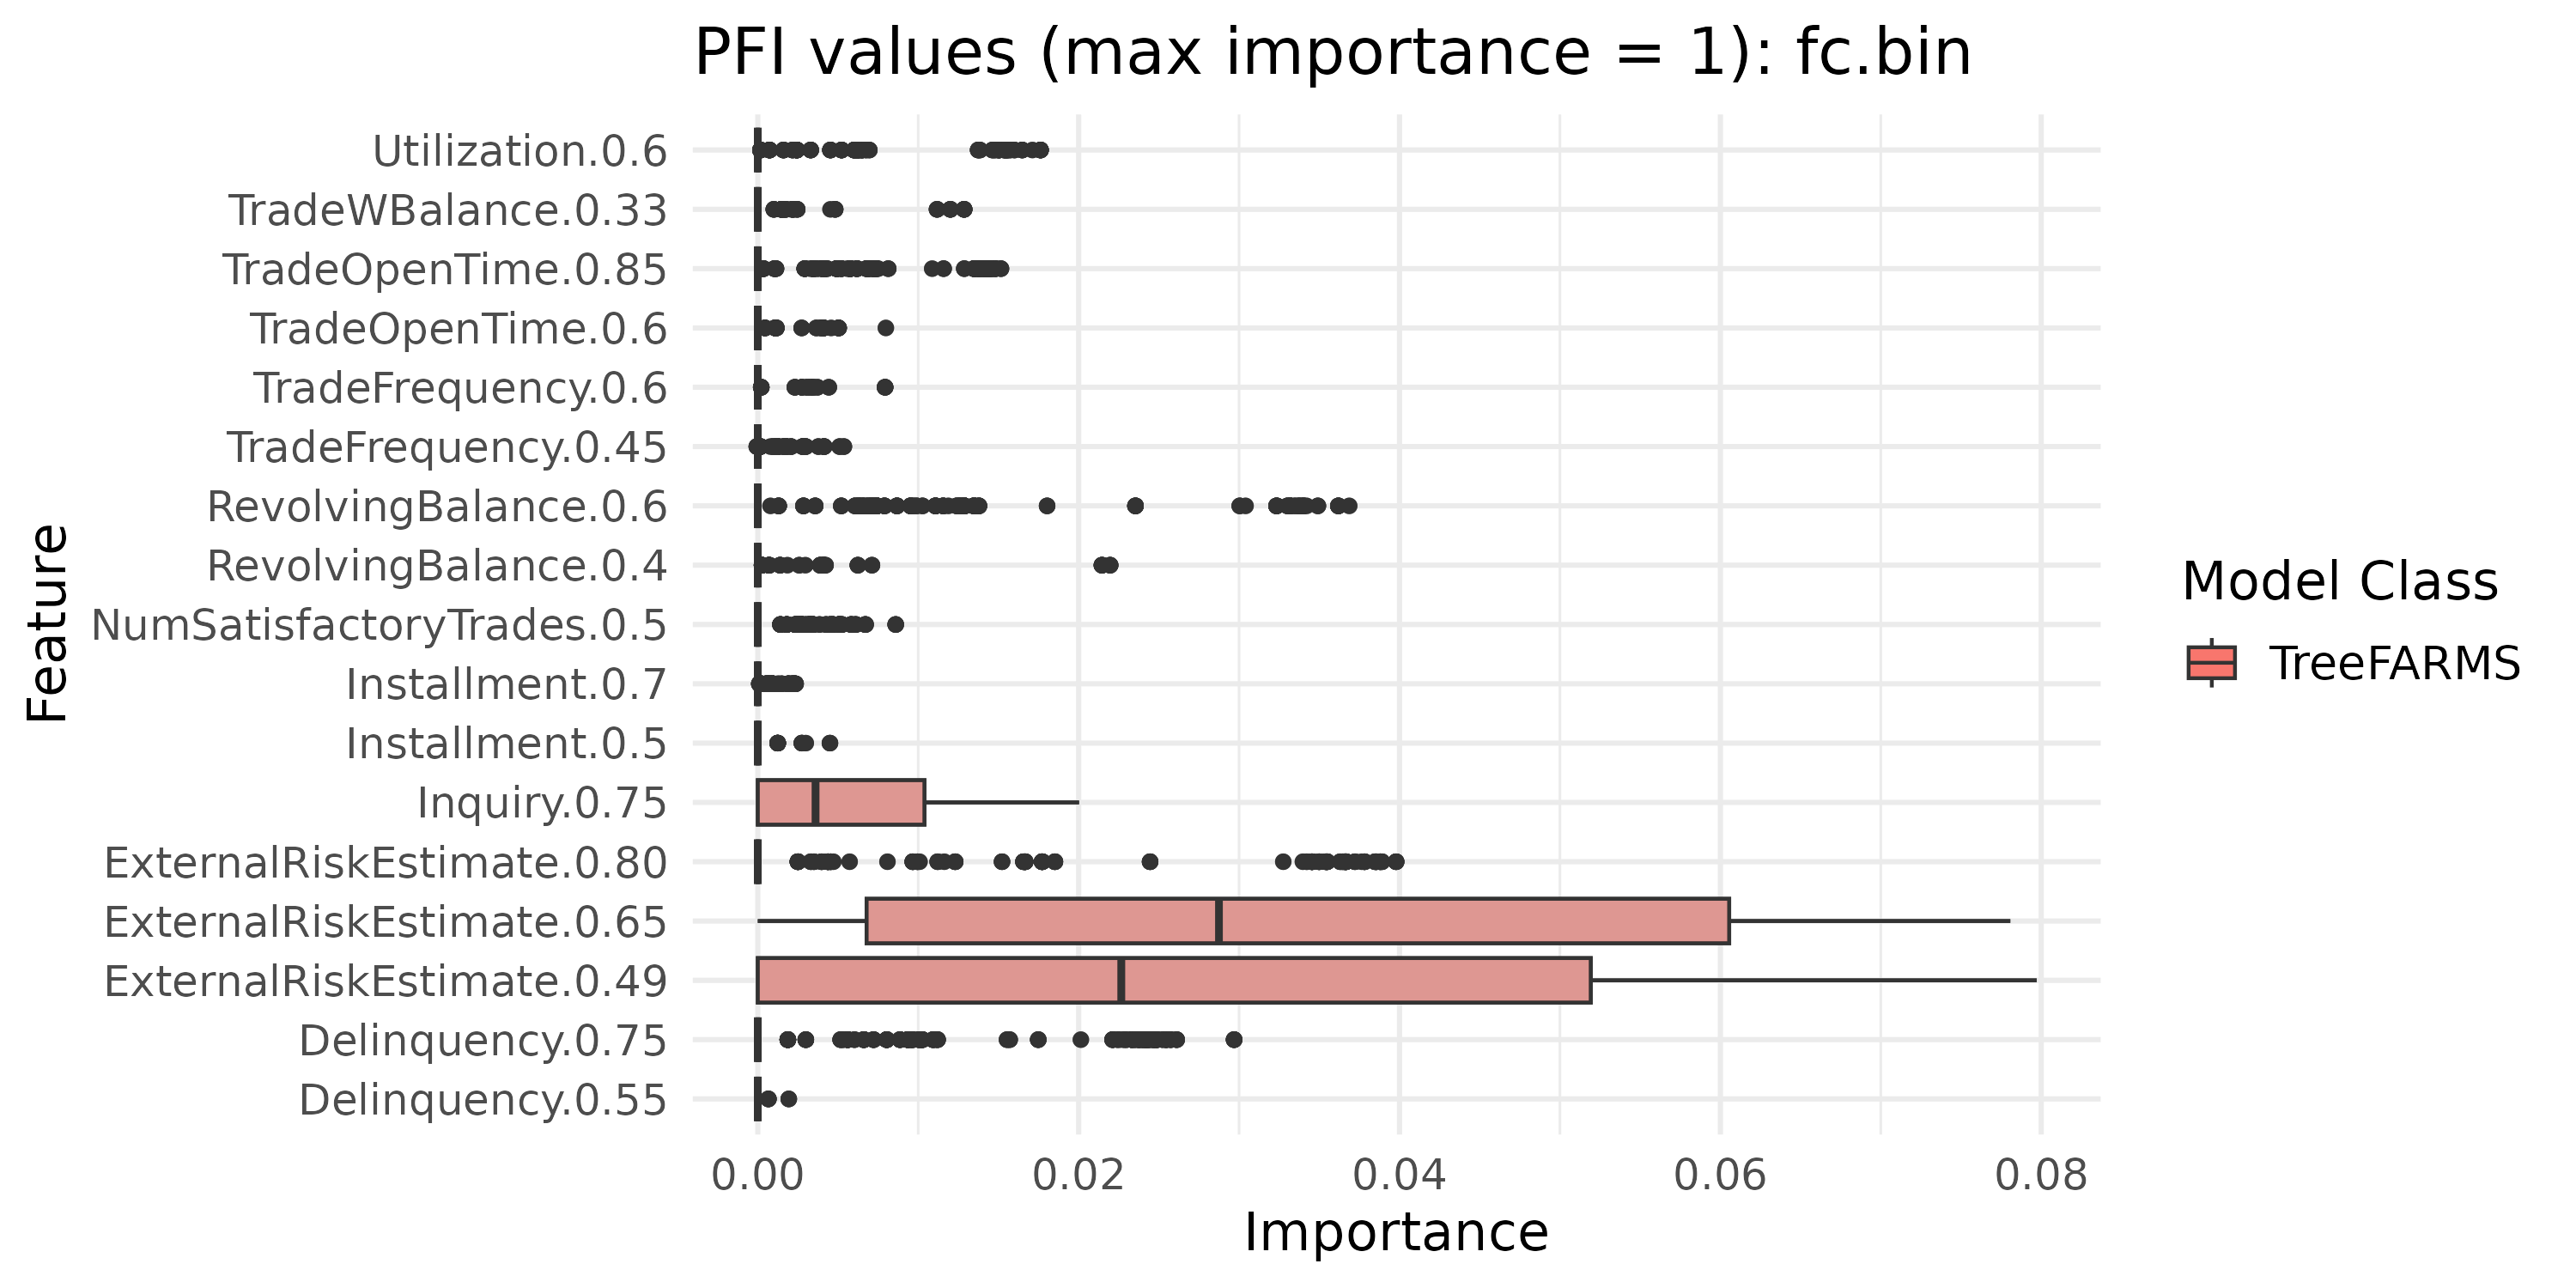 PFI values (max importance = 1): fc.bin
Feature
Utilization.0.6
TradeWBalance.0.33
TradeOpenTime.0.85
TradeOpenTime.0.6
TradeFrequency.0.6
TradeFrequency.0.45
RevolvingBalance.0.6
RevolvingBalance.0.4
NumSatisfactoryTrades.0.5
Installment.0.7
Installment.0.5
Inquiry.0.75
ExternalRiskEstimate.0.80
ExternalRiskEstimate.0.65
ExternalRiskEstimate.0.49
Delinquency.0.75
Delinquency.0.55
0.00 0.02 0.04 0.06 0.08
Importance
Model Class
TreeFARMS